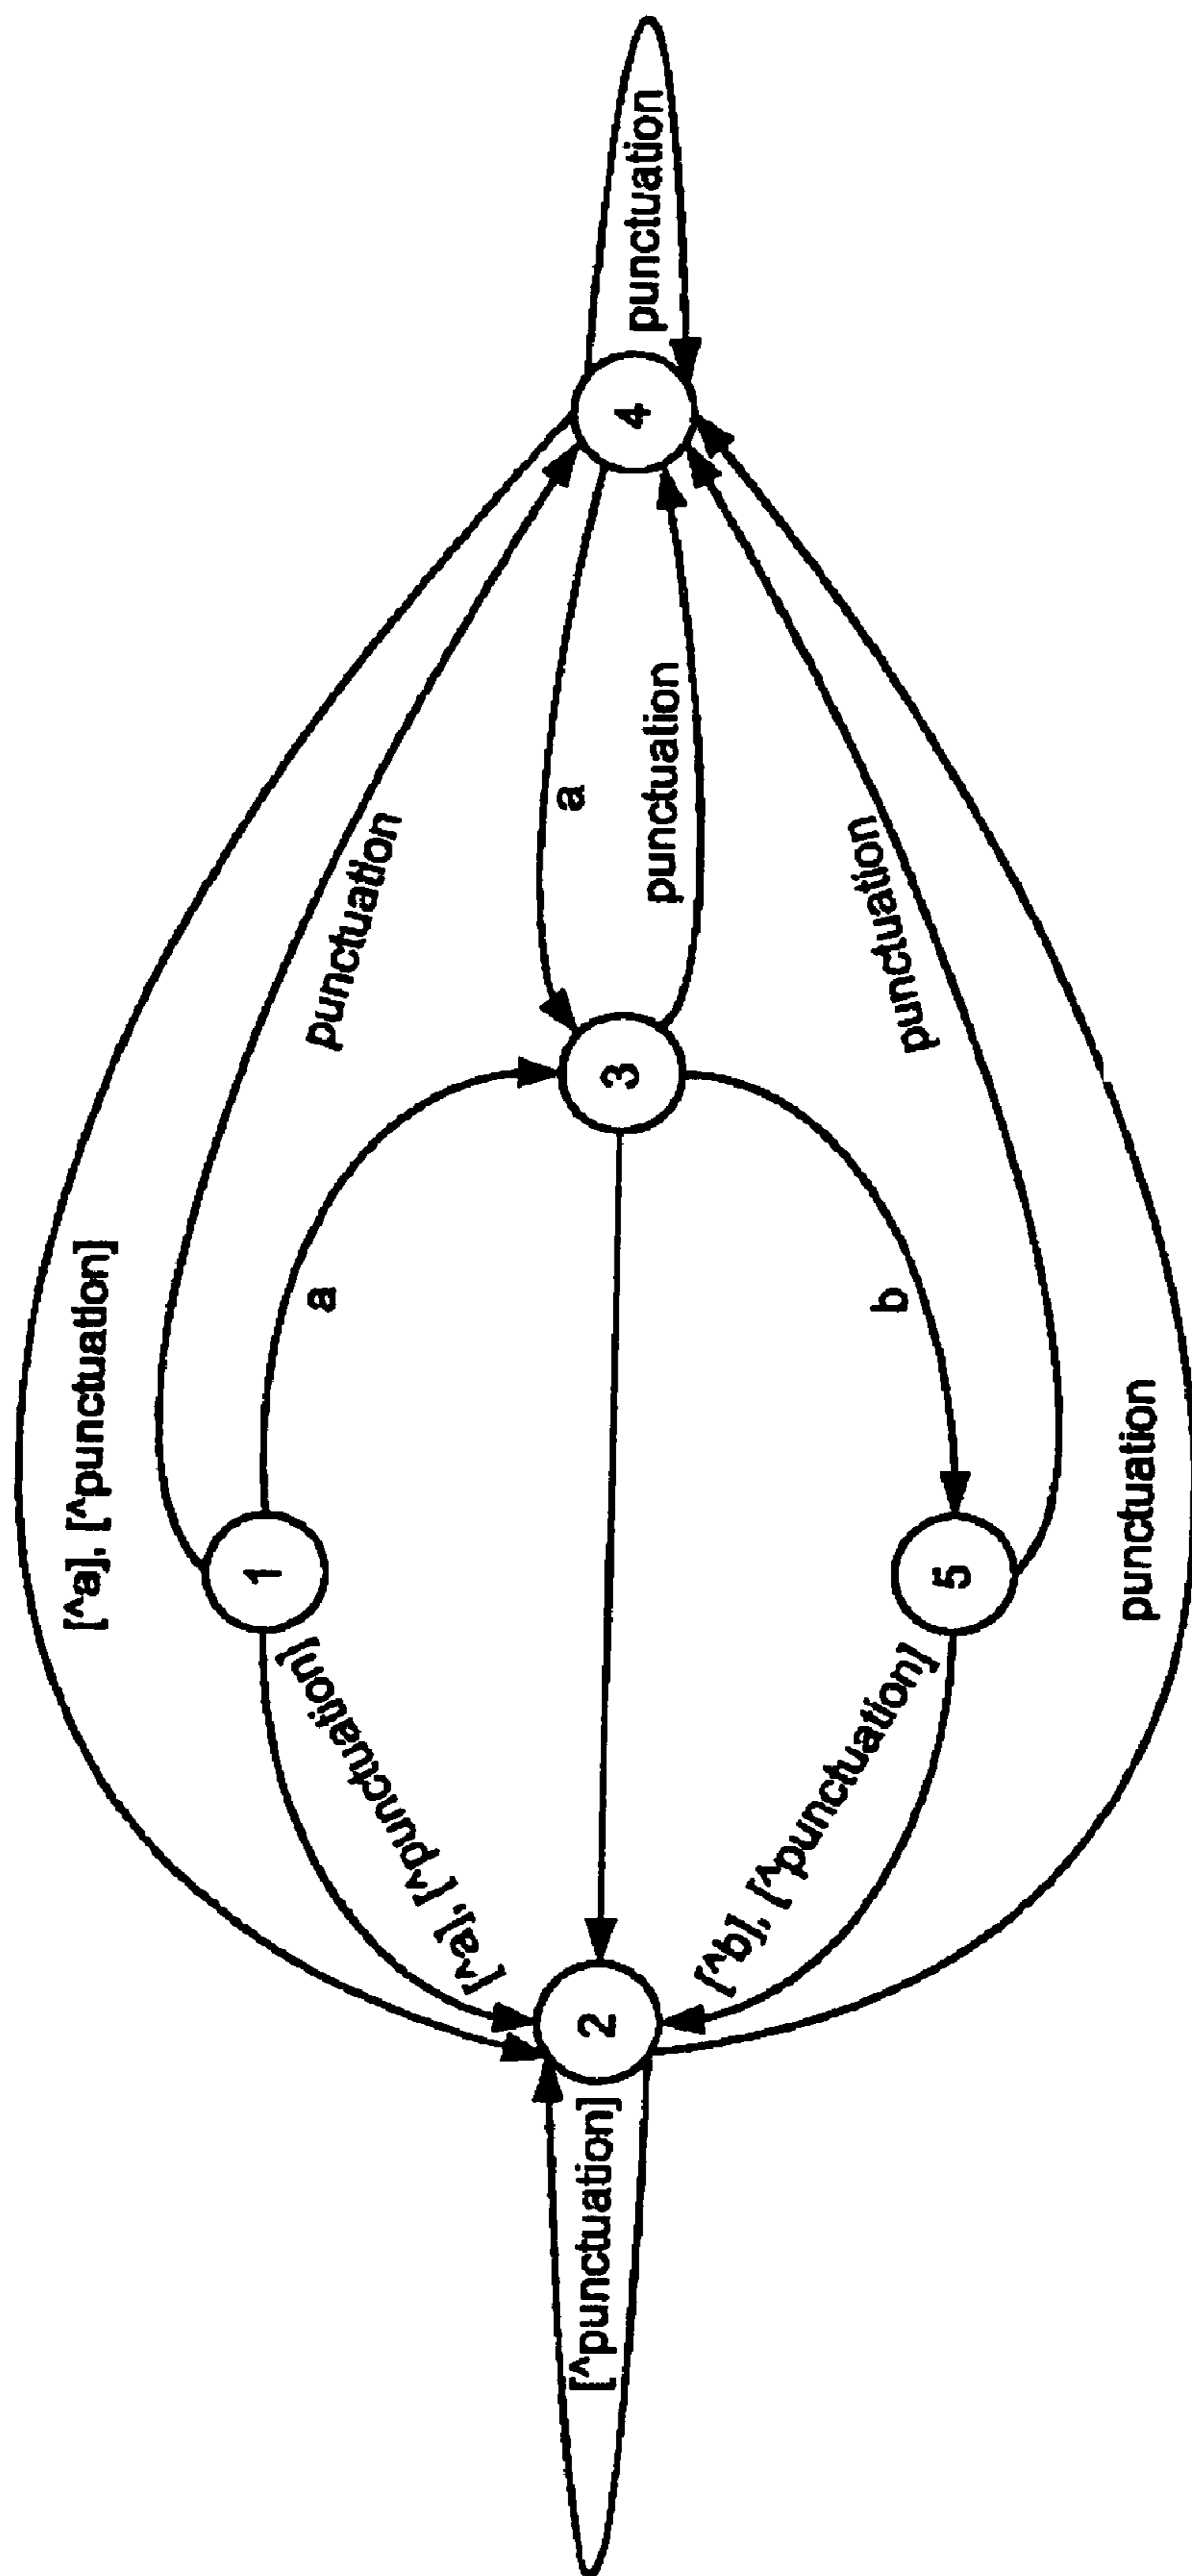 [^punctuation]
2
[^a], [^punctuation]
[^b], [^punctuation]
punctuation
[^a], [^punctuation]
1
5
a
b
3
punctuation
a
punctuation
punctuation
4
punctuation